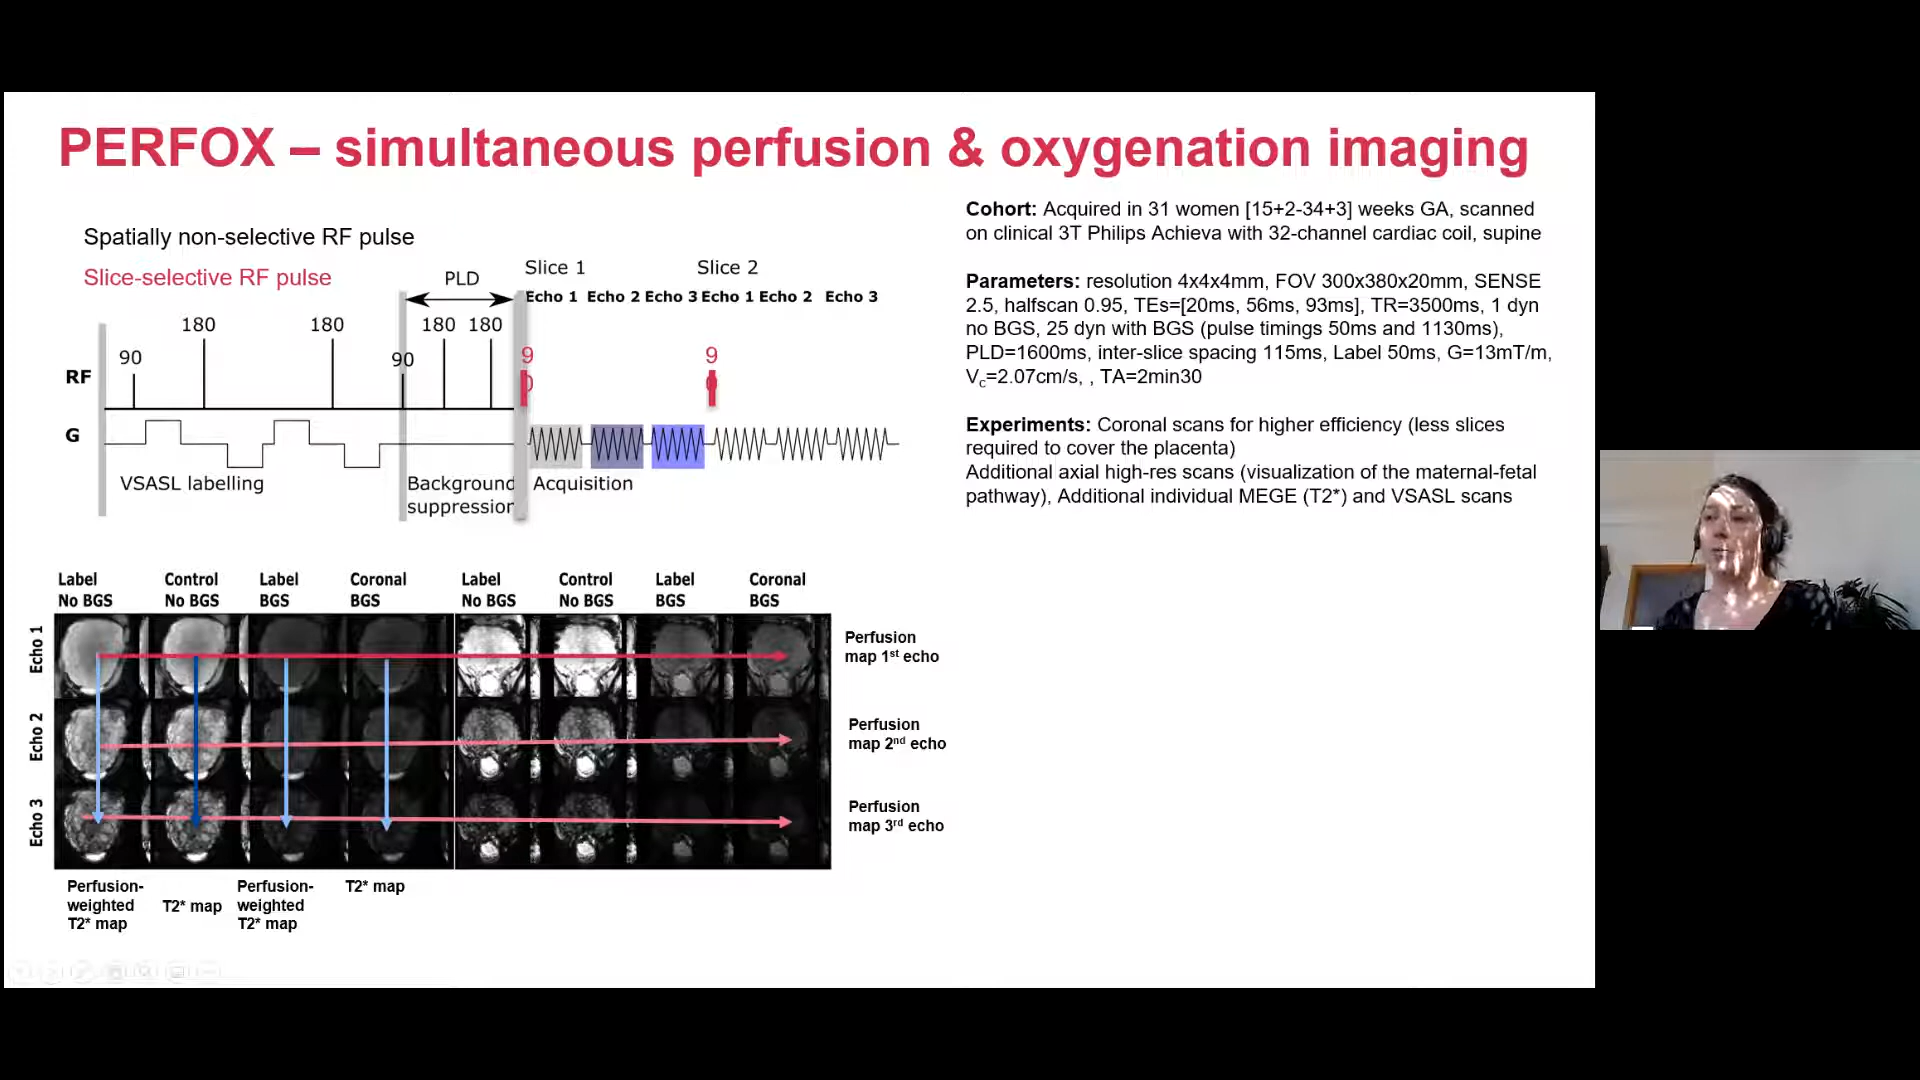 PERFOX – simultaneous perfusion & oxygenation imaging
Spatially non-selective RF pulse
Slice-selective RF pulse
PLD
Slice 1
Slice 2
Echo 1 Echo 2 Echo 3 Echo 1 Echo 2 Echo 3
90
180
180
90
180 180
90
90
RF
G
VSASL labelling
Background
suppression
Acquisition
Cohort: Acquired in 31 women [15+2-34+3] weeks GA, scanned
on clinical 3T Philips Achieva with 32-channel cardiac coil, supine
Parameters: resolution 4x4x4mm, FOV 300x380x20mm, SENSE
2.5, halfscan 0.95, TEs=[20ms, 56ms, 93ms], TR=3500ms, 1 dyn
no BGS, 25 dyn with BGS (pulse timings 50ms and 1130ms),
PLD=1600ms, inter-slice spacing 115ms, Label 50ms, G=13mT/m,
Vc=2.07cm/s, , TA=2min30
Experiments: Coronal scans for higher efficiency (less slices
required to cover the placenta)
Additional axial high-res scans (visualization of the maternal-fetal
pathway), Additional individual MEGE (T2*) and VSASL scans
Label Control Label Coronal Label Control Label Coronal
No BGS No BGS BGS BGS No BGS No BGS BGS BGS
Echo 1
Echo 2
Echo 3
Perfusion
map 1st echo
Perfusion
map 2nd echo
Perfusion
map 3rd echo
Perfusion-
weighted
T2* map
T2* map
Perfusion-
weighted
T2* map
T2* map